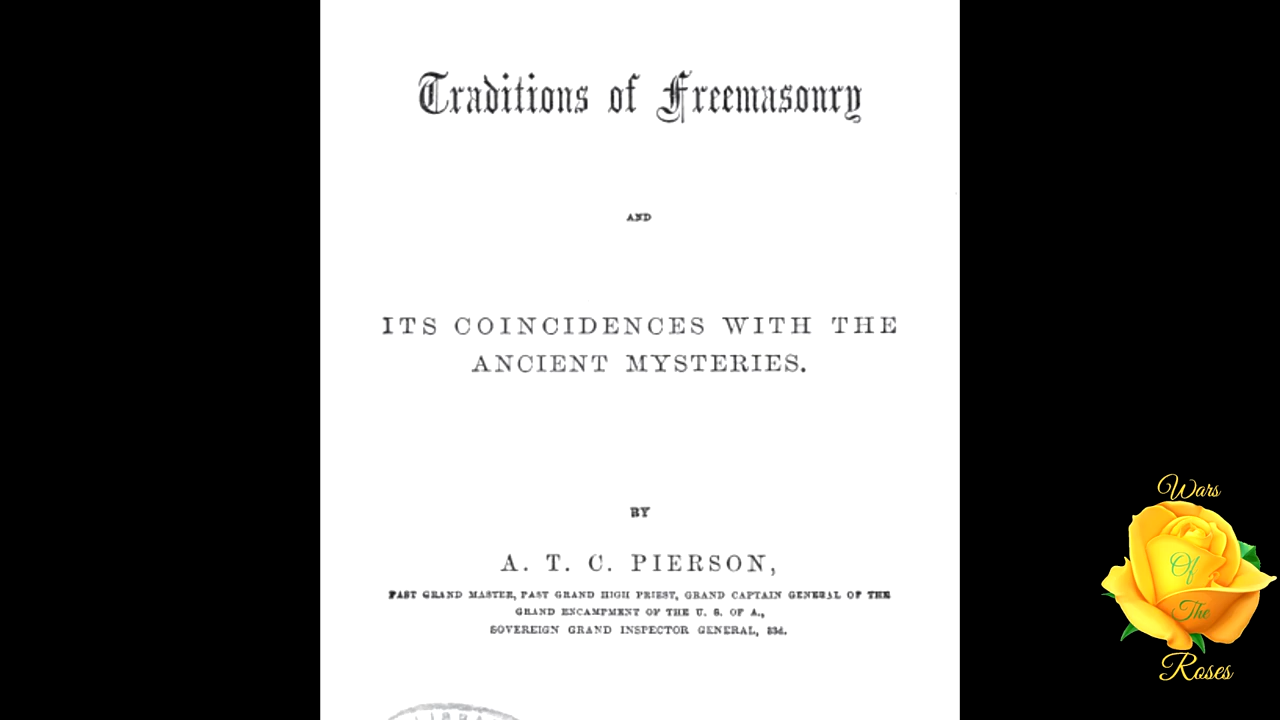 Traditions of Freemasonry
AND
ITS COINCIDENCES WITH THE
ANCIENT MYSTERIES.
BY
A. T. C. PIERSON,
PAST GRAND MASTER, PAST GRAND HIGH PRIEST, GRAND CAPTAIN GENERAL OF THE
GRAND ENCAMPMENT OF THE U. S. OF A.,
SOVEREIGN GRAND INSPECTOR GENERAL, 33d.
Wars
Of
The
Roses